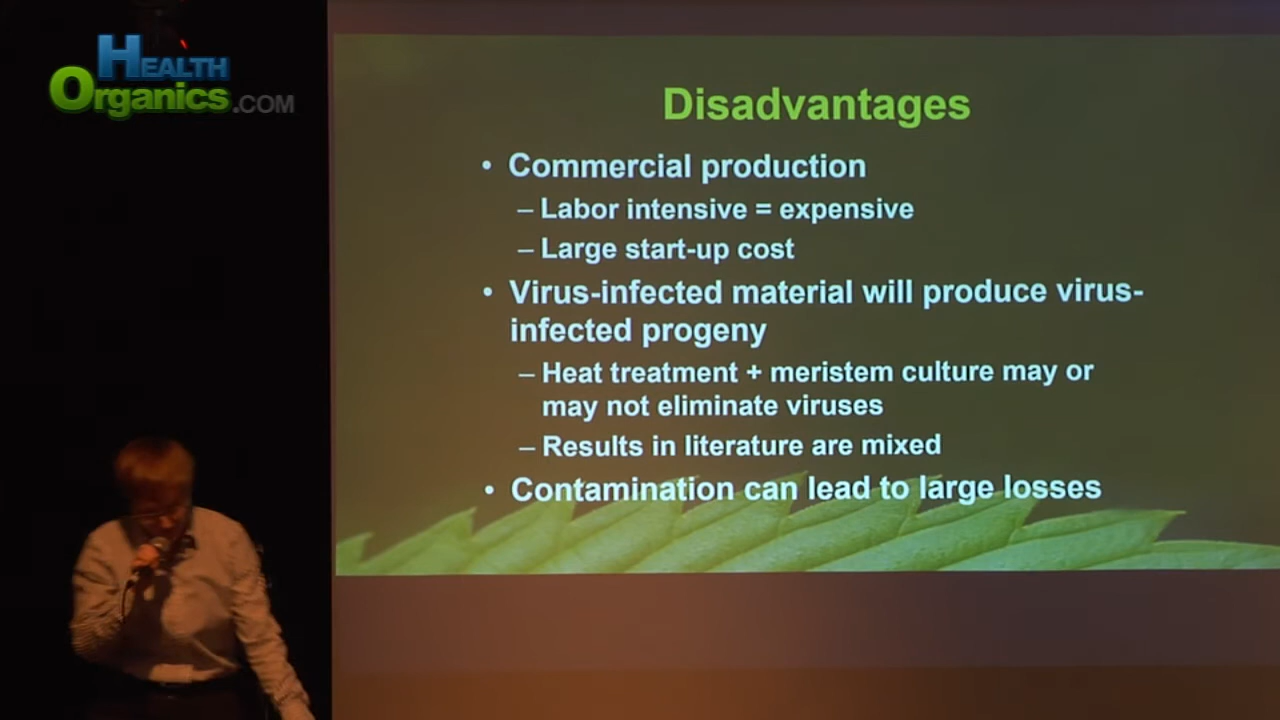 HEALTH
Organics.COM
Disadvantages
• Commercial production
– Labor intensive = expensive
– Large start-up cost
• Virus-infected material will produce virus-
infected progeny
– Heat treatment + meristem culture may or
may not eliminate viruses
– Results in literature are mixed
• Contamination can lead to large losses